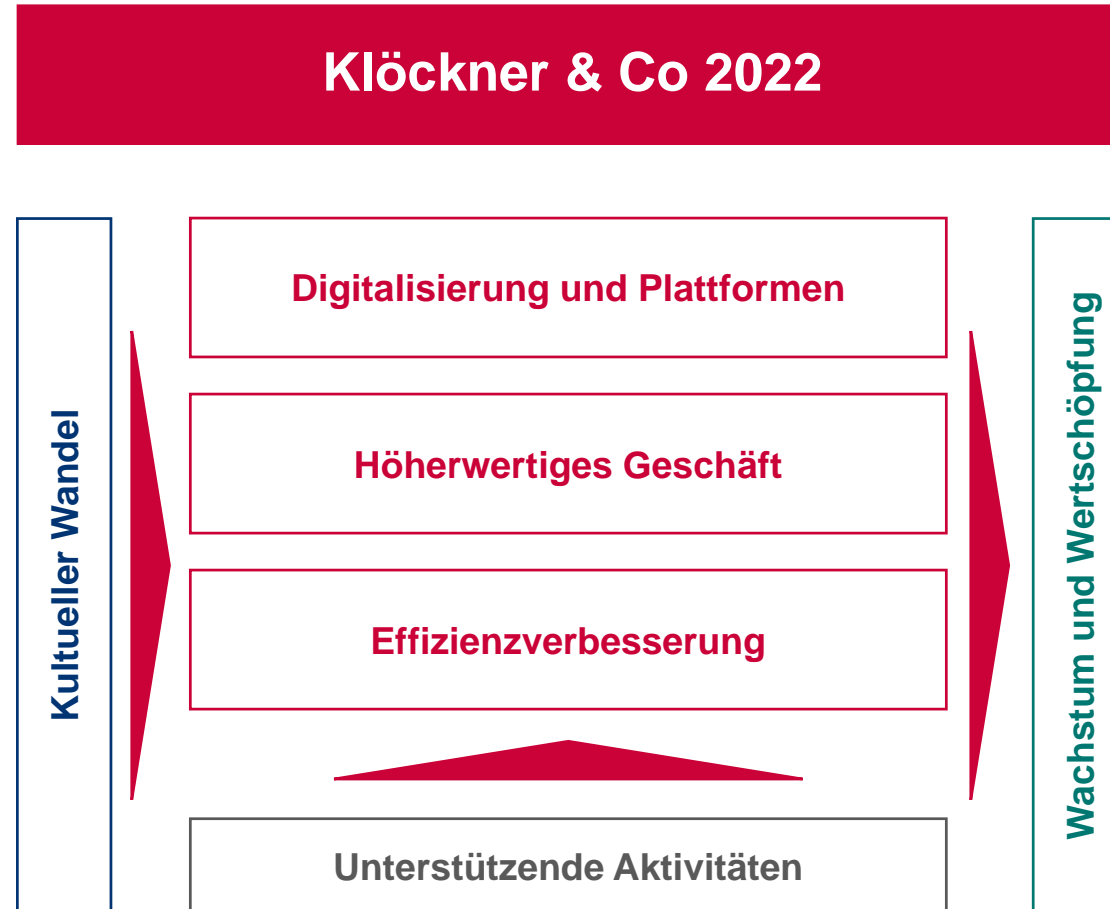 Klöckner & Co 2022
Kultueller Wandel
Digitalisierung und Plattformen
Höherwertiges Geschäft
Effizienzverbesserung
Unterstützende Aktivitäten
Wachstum und Wertschöpfung